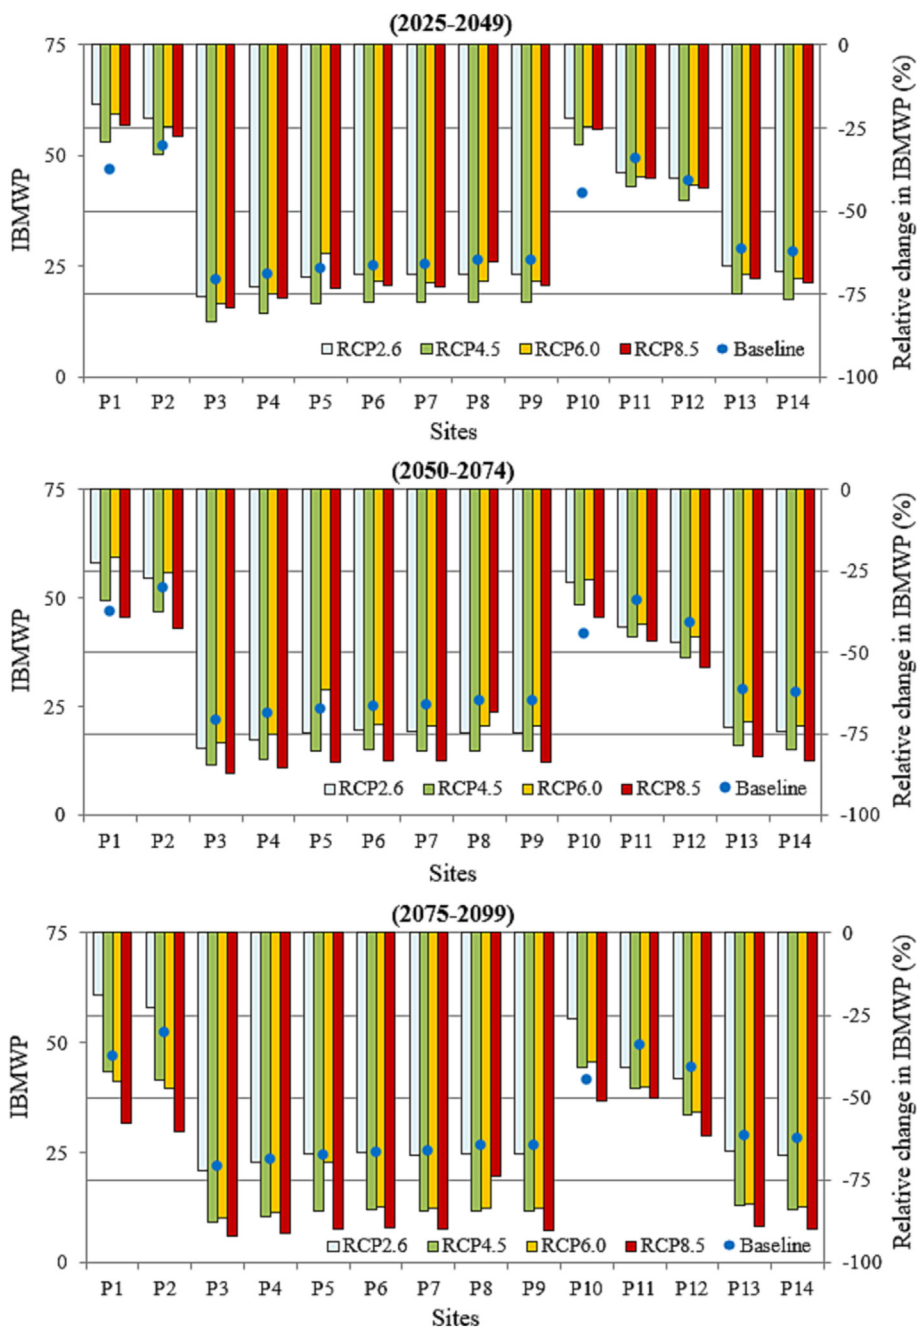 (2025-2049)
75 0
-25
50
-50
25
-75
0 -100
IBMWP
Relative change in IBMWP (%)
RCP2.6 RCP4.5 RCP6.0 RCP8.5 Baseline
P1 P2 P3 P4 P5 P6 P7 P8 P9 P10 P11 P12 P13 P14
Sites
(2050-2074)
75 0
-25
50
-50
25
-75
0 -100
IBMWP
Relative change in IBMWP (%)
RCP2.6 RCP4.5 RCP6.0 RCP8.5 Baseline
P1 P2 P3 P4 P5 P6 P7 P8 P9 P10 P11 P12 P13 P14
Sites
(2075-2099)
75 0
-25
50
-50
25
-75
0 -100
IBMWP
Relative change in IBMWP (%)
RCP2.6 RCP4.5 RCP6.0 RCP8.5 Baseline
P1 P2 P3 P4 P5 P6 P7 P8 P9 P10 P11 P12 P13 P14
Sites